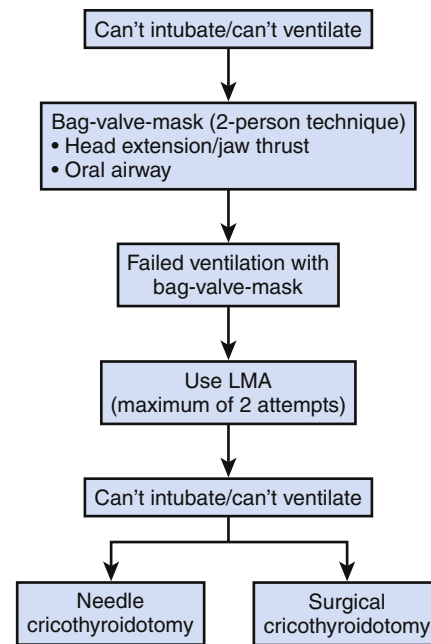 Can't intubate/can't ventilate
Bag-valve-mask (2-person technique)
• Head extension/jaw thrust
• Oral airway
Failed ventilation with
bag-valve-mask
Use LMA
(maximum of 2 attempts)
Can't intubate/can't ventilate
Needle
cricothyroidotomy
Surgical
cricothyroidotomy